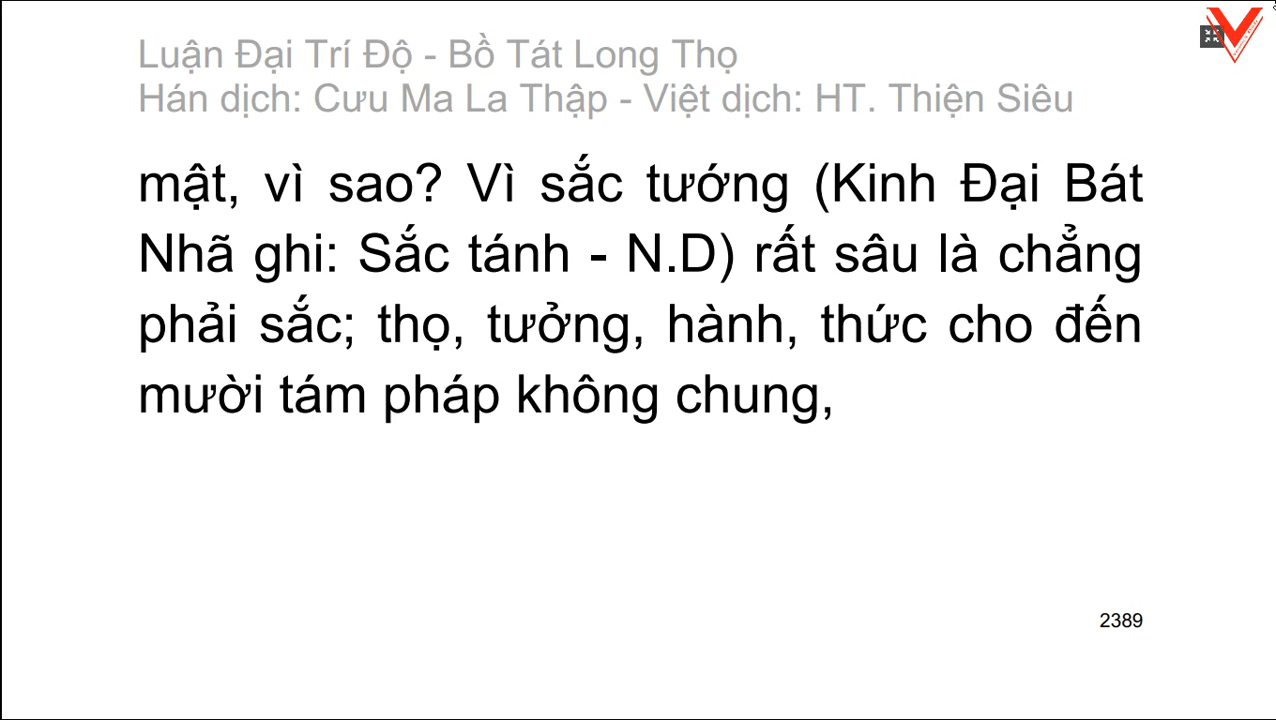 Luận Đại Trí Độ - Bồ Tát Long Thọ
Hán dịch: Cưu Ma La Thập - Việt dịch: HT. Thiện Siêu
mật, vì sao? Vì sắc tướng (Kinh Đại Bát
Nhã ghi: Sắc tánh - N.D) rất sâu là chẳng
phải sắc; thọ, tưởng, hành, thức cho đến
mười tám pháp không chung,
2389